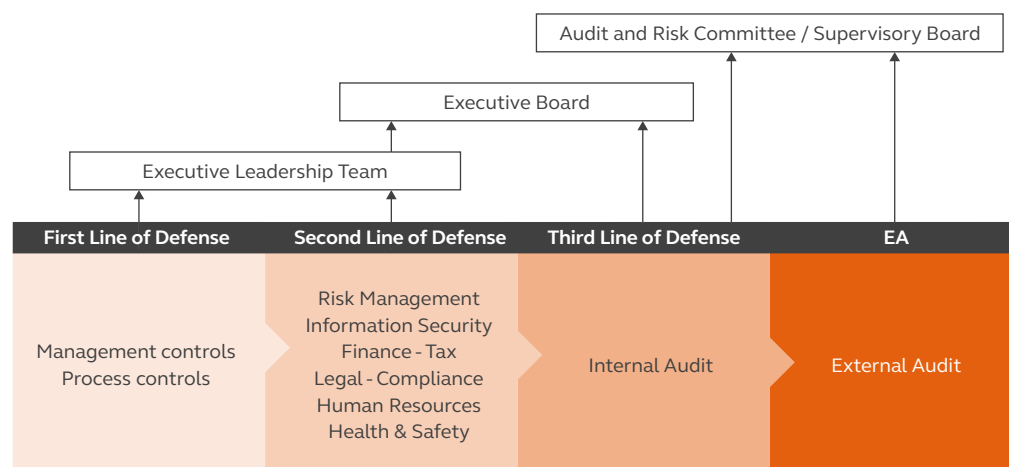 Audit and Risk Committee / Supervisory Board
Executive Board
Executive Leadership Team
First Line of Defense
Second Line of Defense
Third Line of Defense
EA
Management controls
Process controls
Risk Management
Information Security
Finance - Tax
Legal - Compliance
Human Resources
Health & Safety
Internal Audit
External Audit